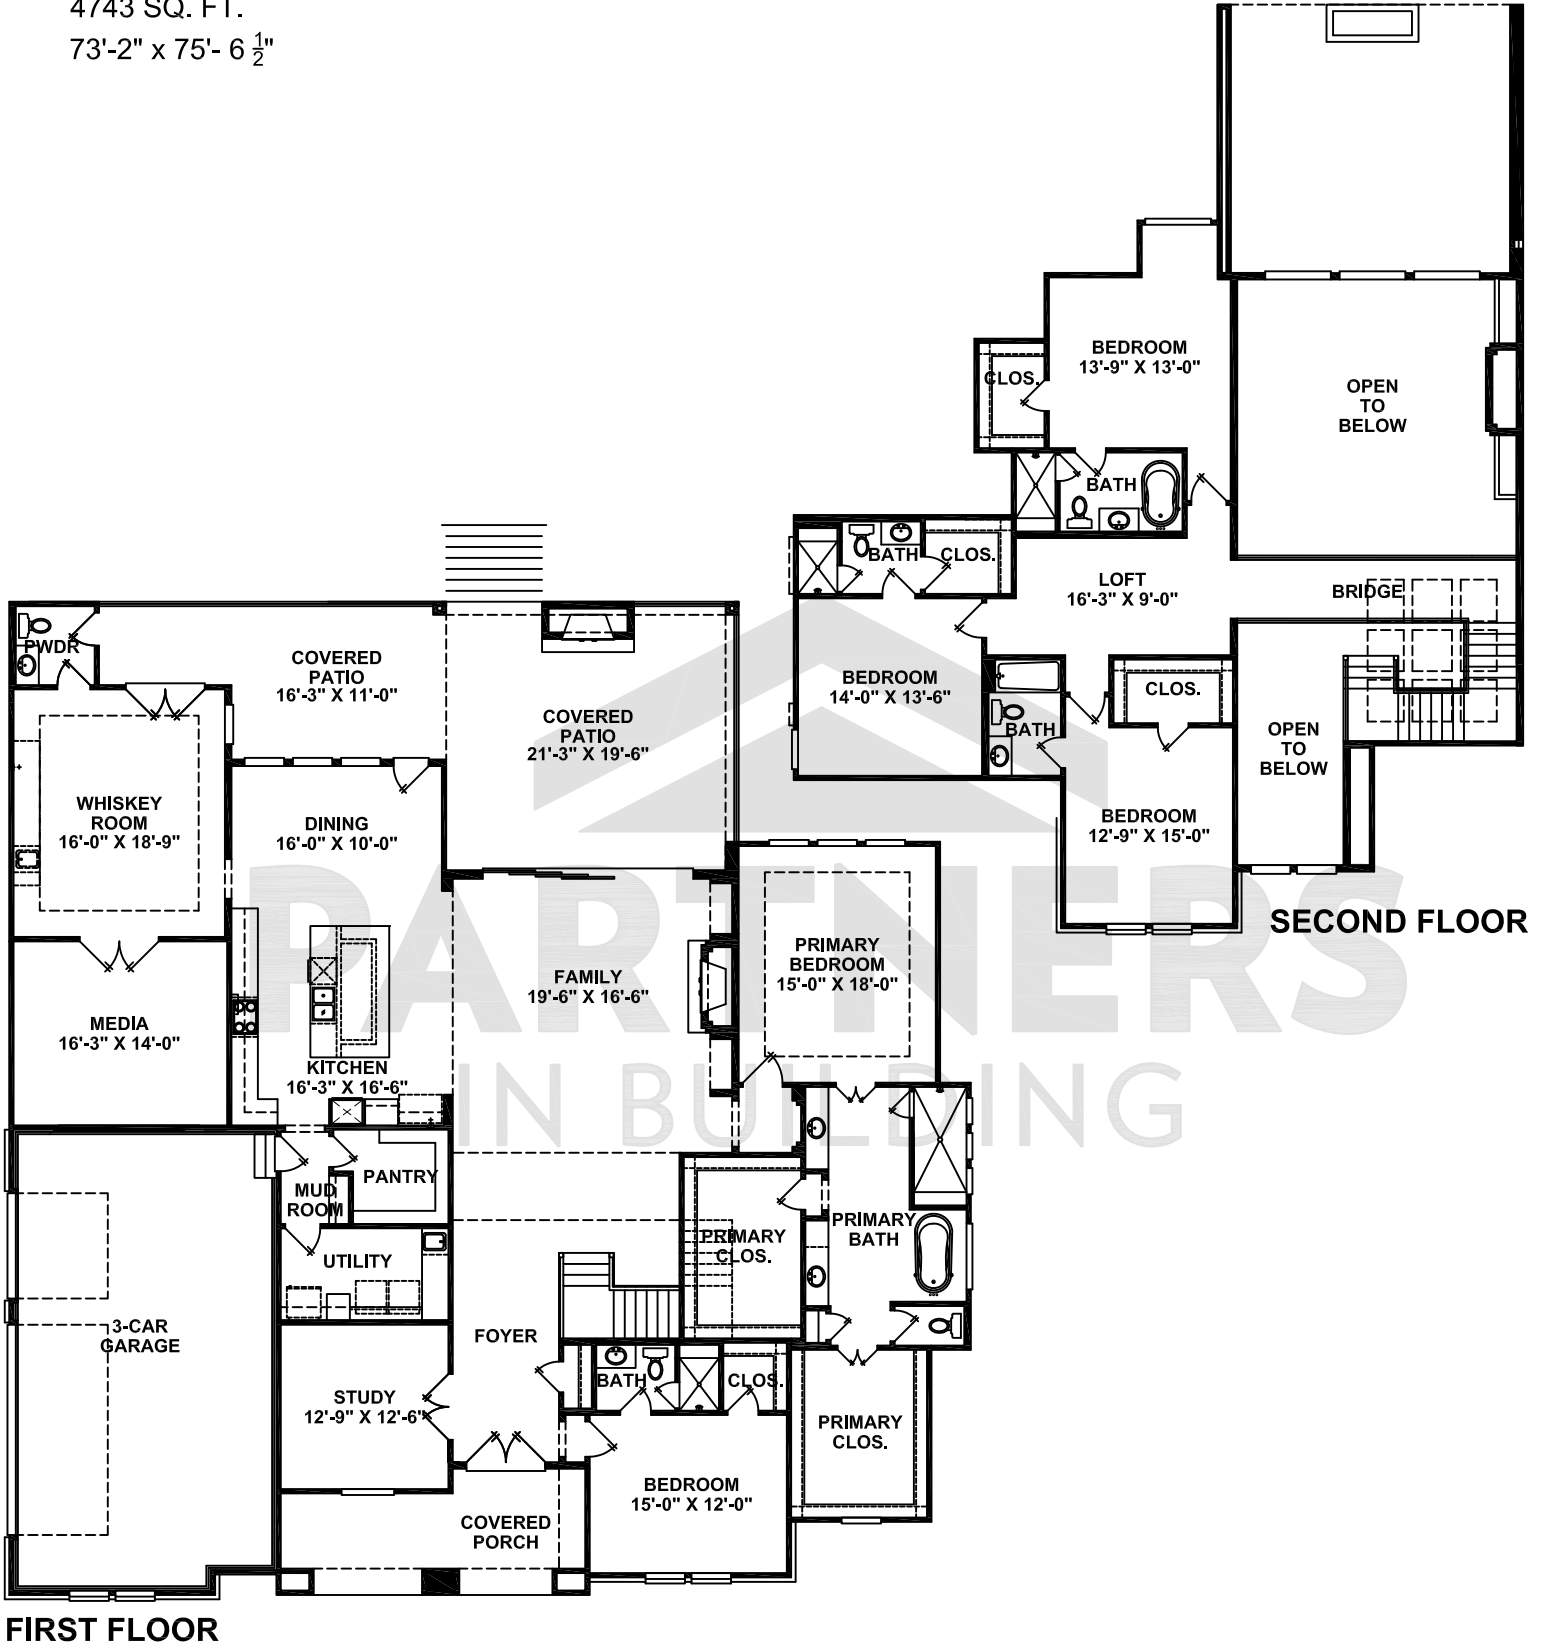 4743 SQ. FT.
73'-2" x 75'- 6 1/2"
BEDROOM
13'-9" X 13'-0"
CLOS.
OPEN
TO
BELOW
BATH
BATH
CLOS.
LOFT
16'-3" X 9'-0"
BRIDGE
BEDROOM
14'-0" X 13'-6"
CLOS.
BATH
OPEN
TO
BELOW
BEDROOM
12'-9" X 15'-0"
SECOND FLOOR
PWDR
COVERED
PATIO
16'-3" X 11'-0"
COVERED
PATIO
21'-3" X 19'-6"
WHISKEY
ROOM
16'-0" X 18'-9"
DINING
16'-0" X 10'-0"
PRIMARY
BEDROOM
15'-0" X 18'-0"
FAMILY
19'-6" X 16'-6"
MEDIA
16'-3" X 14'-0"
KITCHEN
16'-3" X 16'-6"
PANTRY
MUD
ROOM
PRIMARY
BATH
PRIMARY
CLOS.
UTILITY
3-CAR
GARAGE
FOYER
STUDY
12'-9" X 12'-6"
BATH
CLOS.
PRIMARY
CLOS.
BEDROOM
15'-0" X 12'-0"
COVERED
PORCH
FIRST FLOOR
PARTNERS
IN BUILDING